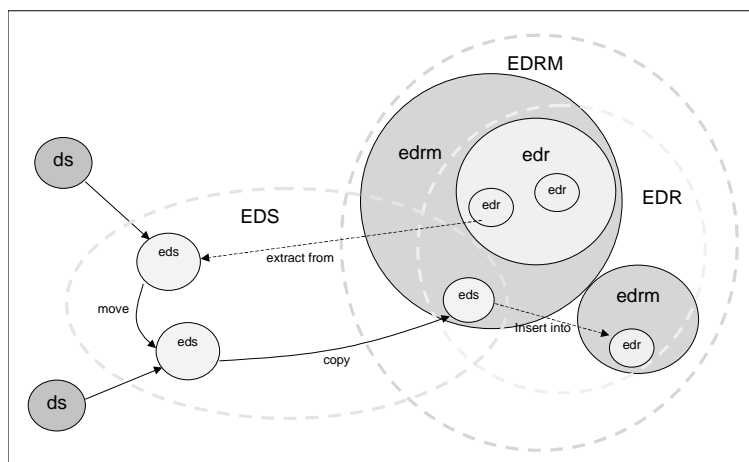 EDRM
edrm
edr
ds
edr
edr
EDR
EDS
eds
extract from
edrm
eds
move
Insert into
eds
edr
copy
ds